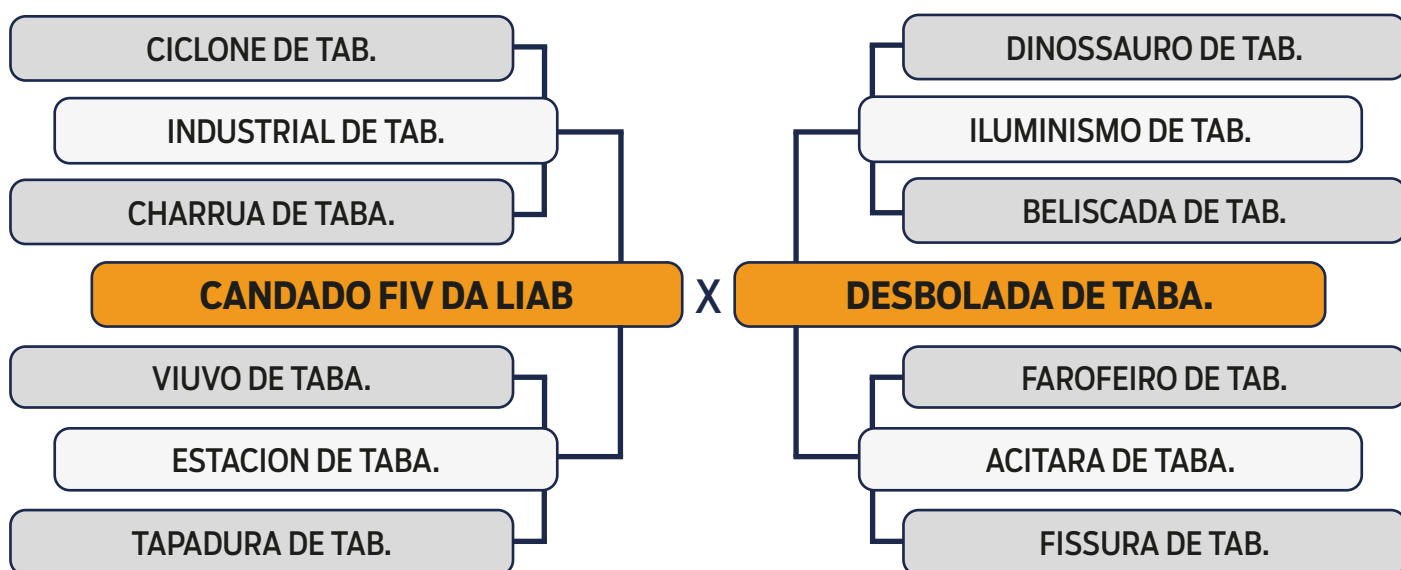 CICLONE DE TAB.
INDUSTRIAL DE TAB.
CHARRUA DE TABA.
CANDADO FIV DA LIAB
VIUVO DE TABA.
ESTACION DE TABA.
TAPADURA DE TAB.
X
DINOSSAURO DE TAB.
ILUMINISMO DE TAB.
BELISCADA DE TAB.
DESBOLADA DE TABA.
FAROFEIRO DE TAB.
ACITARA DE TABA.
FISSURA DE TAB.